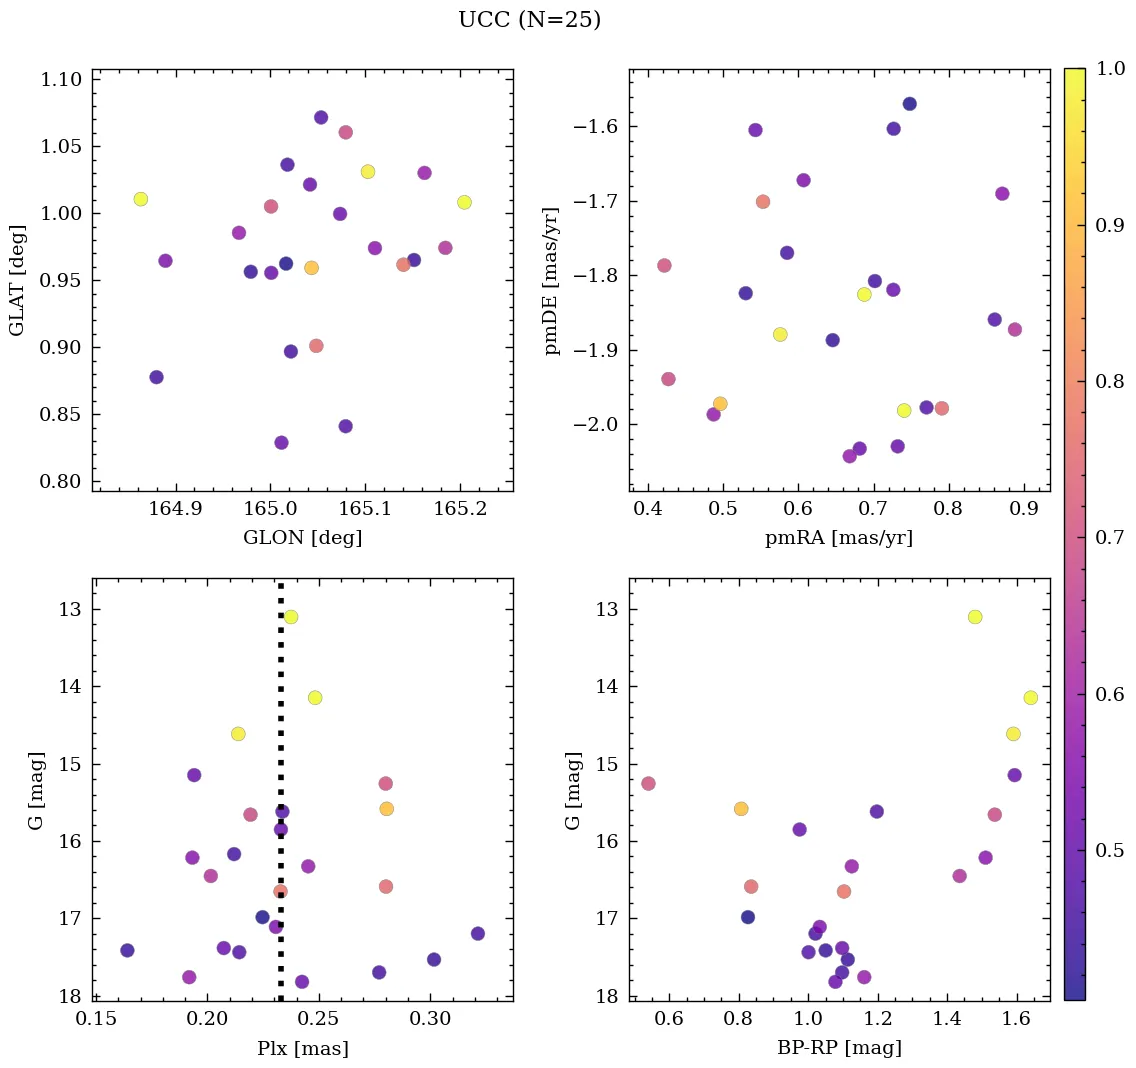 UCC (N=25)
1.10
1.05
1.00
0.95
0.90
0.85
0.80
GLAT [deg]
164.9 165.0 165.1 165.2
GLON [deg]
−1.6
−1.7
−1.8
−1.9
−2.0
pmDE [mas/yr]
0.4 0.5 0.6 0.7 0.8 0.9
pmRA [mas/yr]
13
14
15
16
17
18
G [mag]
0.15 0.20 0.25 0.30
Plx [mas]
13
14
15
16
17
18
G [mag]
0.6 0.8 1.0 1.2 1.4 1.6
BP-RP [mag]
1.0
0.9
0.8
0.7
0.6
0.5